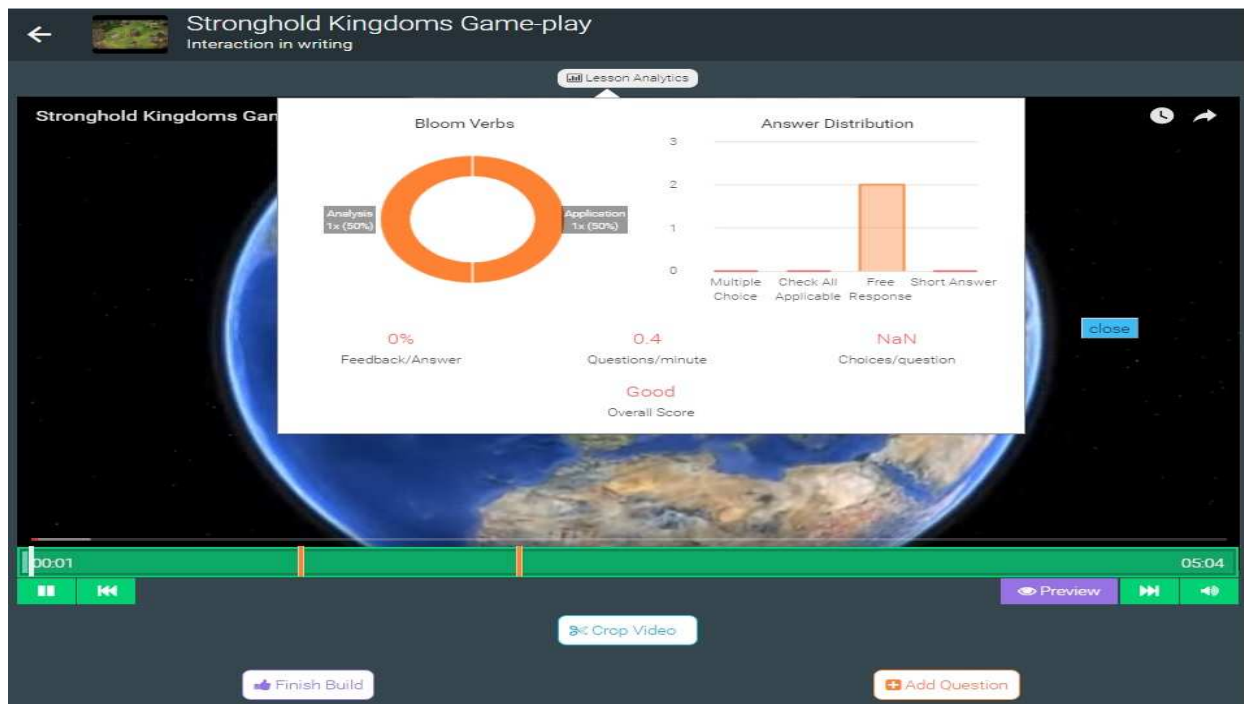 Stronghold Kingdoms Game-play
Interaction in writing
Lesson Analytics
Stronghold Kingdoms Gam
Bloom Verbs
Analysis
1x (50%)
Application
1x (50%)
Answer Distribution
3
2
1
0
Multiple Choice
Check All Applicable
Free Response
Short Answer
0%
Feedback/Answer
0.4
Questions/minute
NaN
Choices/question
Good
Overall Score
close
00:01
05:04
Preview
Crop Video
Finish Build
Add Question